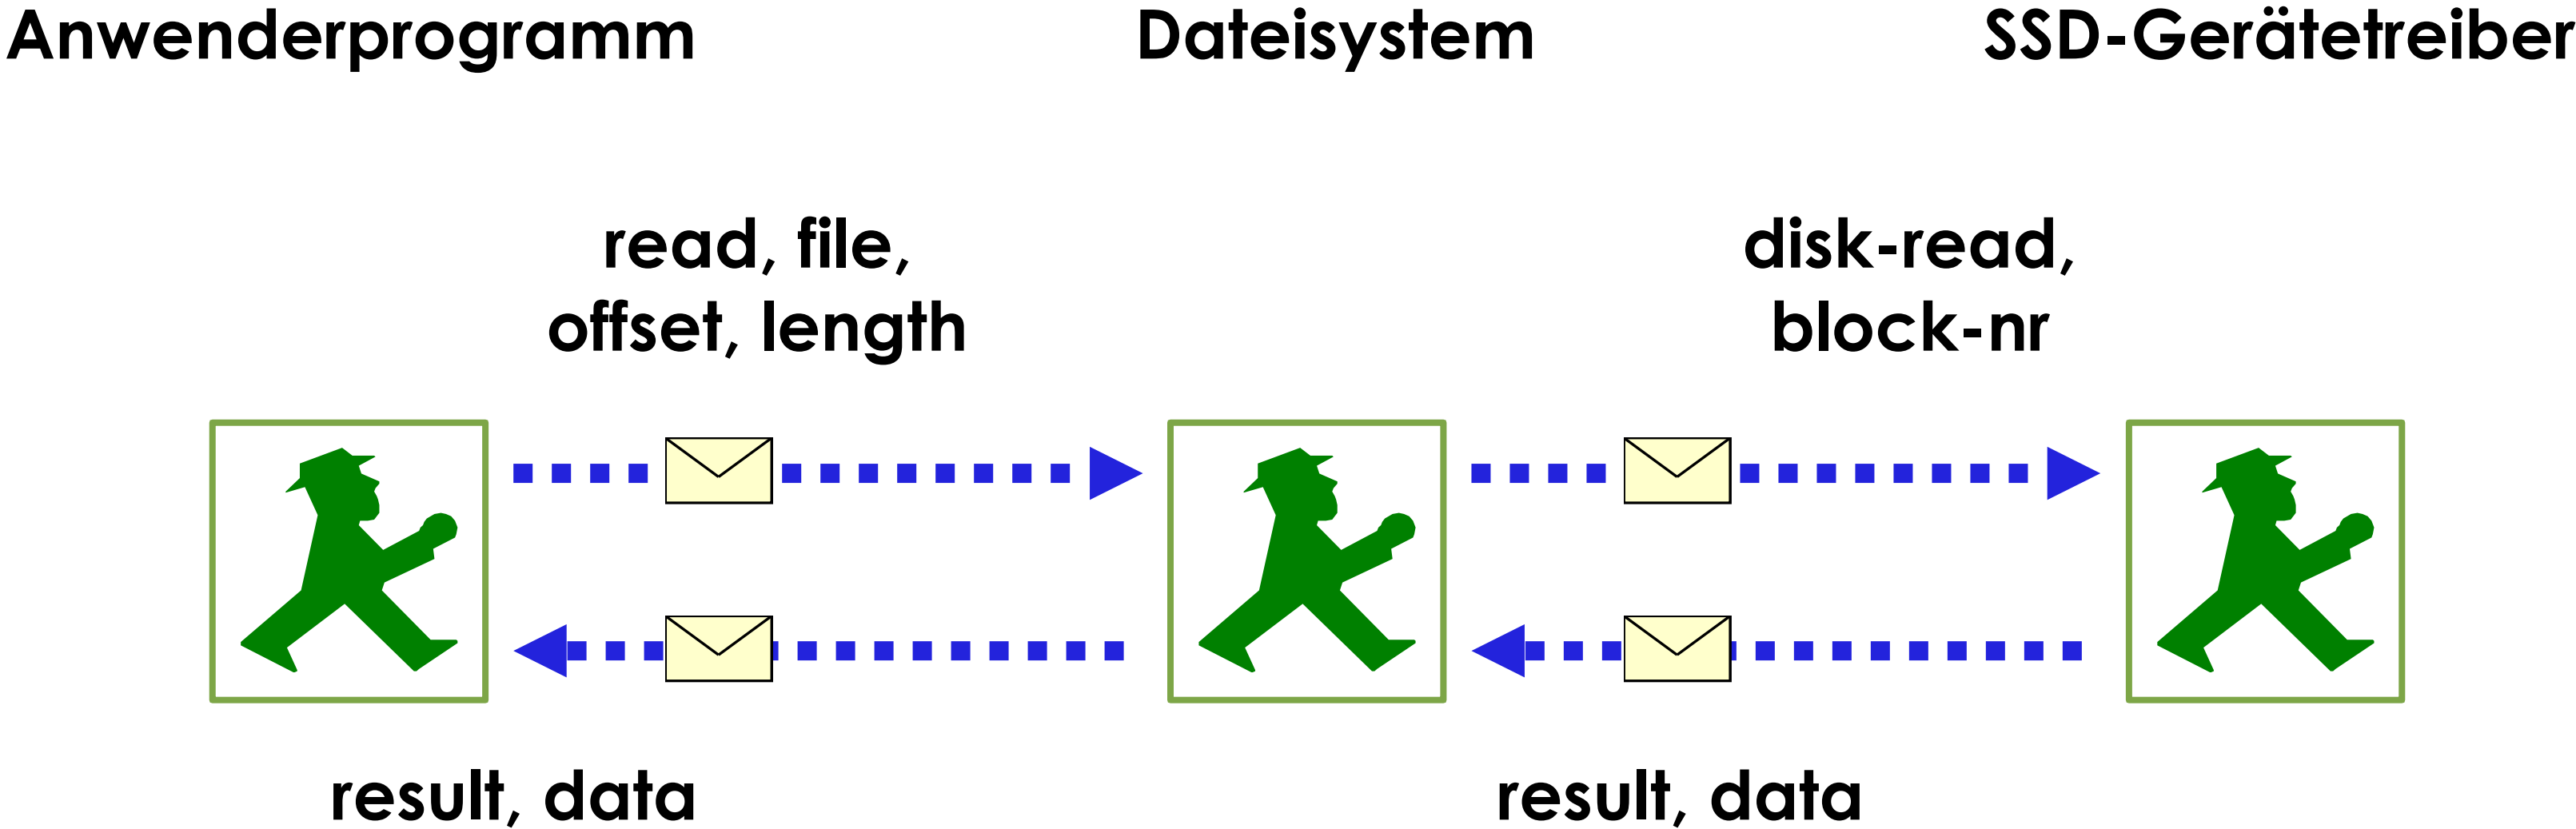 Anwenderprogramm
Dateisystem
SSD-Gerätetreiber
read, file,
offset, length
disk-read,
block-nr
result, data
result, data